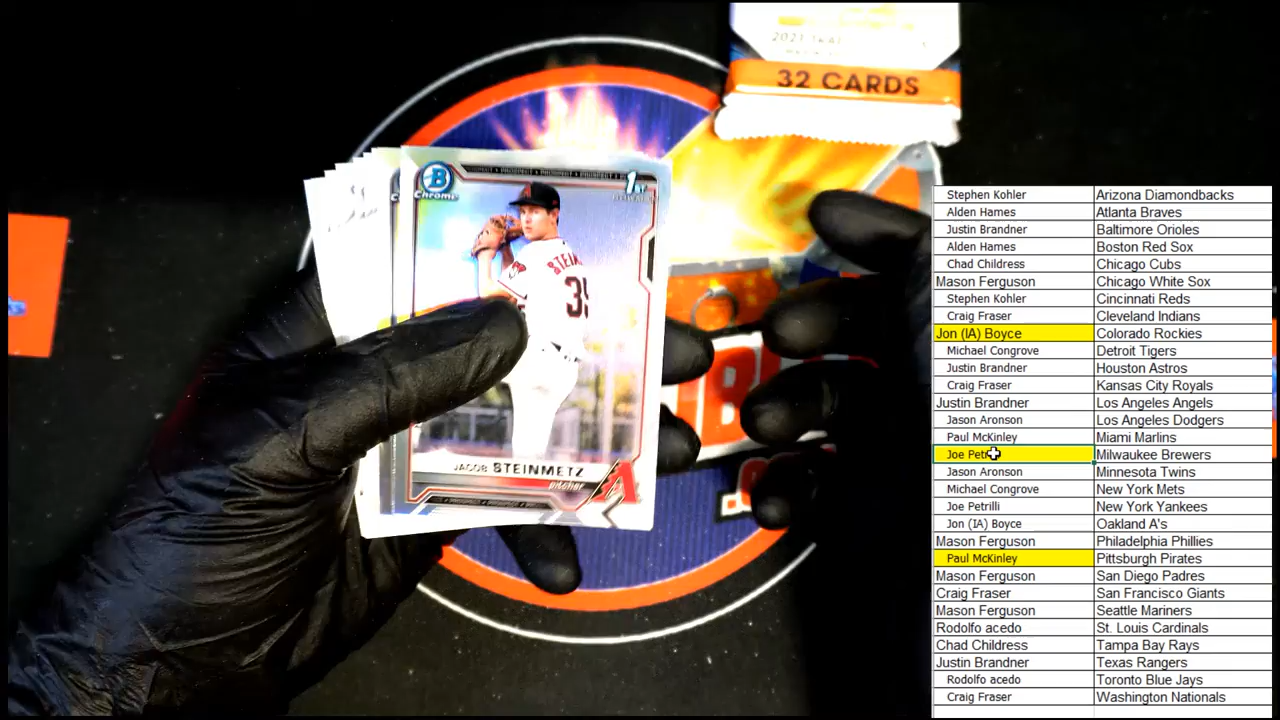 32 CARDS
B
Chrome
1ST
35
JACOB STEINMETZ
pitcher
Stephen Kohler Arizona Diamondbacks
Alden Hames Atlanta Braves
Justin Brandner Baltimore Orioles
Alden Hames Boston Red Sox
Chad Childress Chicago Cubs
Mason Ferguson Chicago White Sox
Stephen Kohler Cincinnati Reds
Craig Fraser Cleveland Indians
Jon (IA) Boyce Colorado Rockies
Michael Congrove Detroit Tigers
Justin Brandner Houston Astros
Craig Fraser Kansas City Royals
Justin Brandner Los Angeles Angels
Jason Aronson Los Angeles Dodgers
Paul McKinley Miami Marlins
Joe Milwaukee Brewers
Jason Aronson Minnesota Twins
Michael Congrove New York Mets
Joe Petrilli New York Yankees
Jon (IA) Boyce Oakland A's
Mason Ferguson Philadelphia Phillies
Paul McKinley Pittsburgh Pirates
Mason Ferguson San Diego Padres
Craig Fraser San Francisco Giants
Mason Ferguson Seattle Mariners
Rodolfo acedo St. Louis Cardinals
Chad Childress Tampa Bay Rays
Justin Brandner Texas Rangers
Rodolfo acedo Toronto Blue Jays
Craig Fraser Washington Nationals